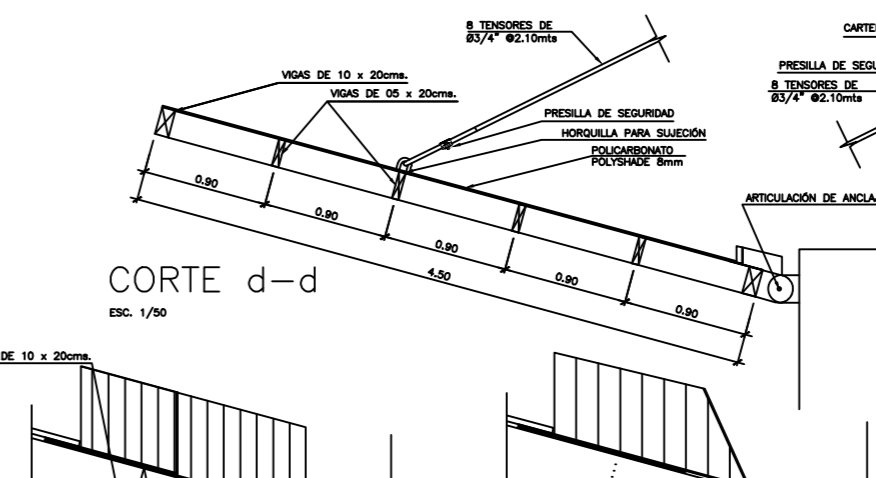 8 TENSORES DE
Ø3/4" @2.10mts
CARTE
VIGAS DE 10 x 20cms.
PRESILLA DE SEGU
VIGAS DE 05 x 20cms.
8 TENSORES DE
Ø3/4" @2.10mts
PRESILLA DE SEGURIDAD
HORQUILLA PARA SUJECIÓN
POLICARBONATO
POLYSHADE 8mm
ARTICULACIÓN DE ANCLA
0.90
0.90
0.90
0.90
0.90
4.50
CORTE d-d
ESC. 1/50
DE 10 x 20cms.